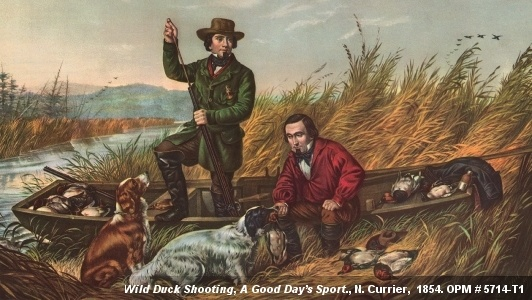 Wild Duck Shooting, A Good Day's Sport., N. Currier, 1854. OPM # 5714-T1